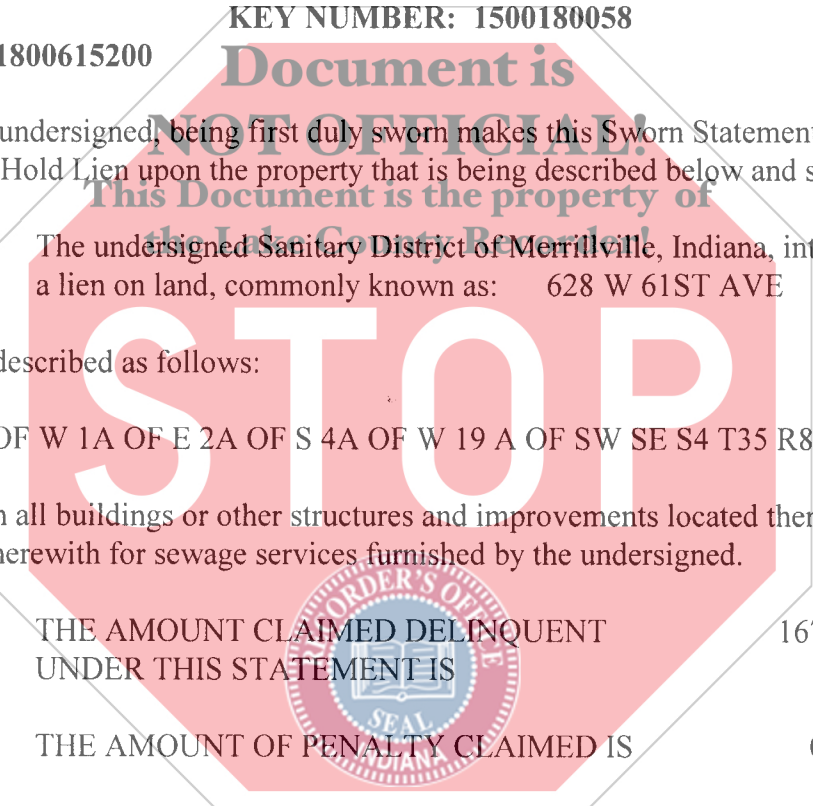 KEY NUMBER: 1500180058
1800615200
Document is
NOT OFFICIAL!
This Document is the property of
the Lake County Recorder!
undersigned, being first duly sworn makes this Sworn Statement
Hold Lien upon the property that is being described below and s
The undersigned Sanitary District of Merrillville, Indiana, int
a lien on land, commonly known as: 628 W 61ST AVE
described as follows:
STOP
OF W 1A OF E 2A OF S 4A OF W 19 A OF SW SE S4 T35 R8
all buildings or other structures and improvements located ther
herewith for sewage services furnished by the undersigned.
RECORDER'S OFFICE
SEAL
INDIANA
THE AMOUNT CLAIMED DELINQUENT 167
UNDER THIS STATEMENT IS
THE AMOUNT OF PENALTY CLAIMED IS